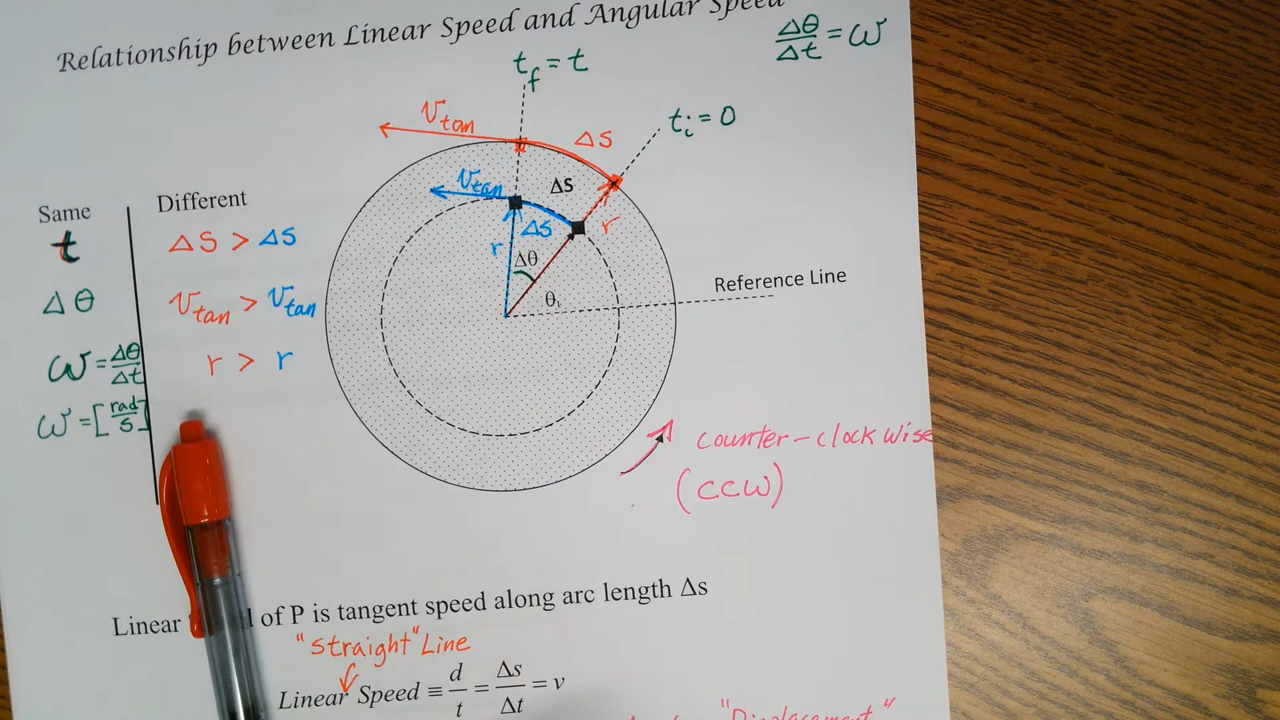 Relationship between Linear Speed and Angular Speed
Δθ/Δt = ω
t_f = t
t_i = 0
v_tan
Δs
v_tan
Δs
Δs
r
r
Δθ
θ_i
Reference Line
Same
Different
t
Δs > Δs
Δθ
v_tan > v_tan
ω = Δθ/Δt
r > r
ω = [rad/s]
counter-clockwise
(CCW)
Linear of P is tangent speed along arc length Δs
"straight" Line
Linear Speed ≡ d/t = Δs/Δt = v
"Displacement"